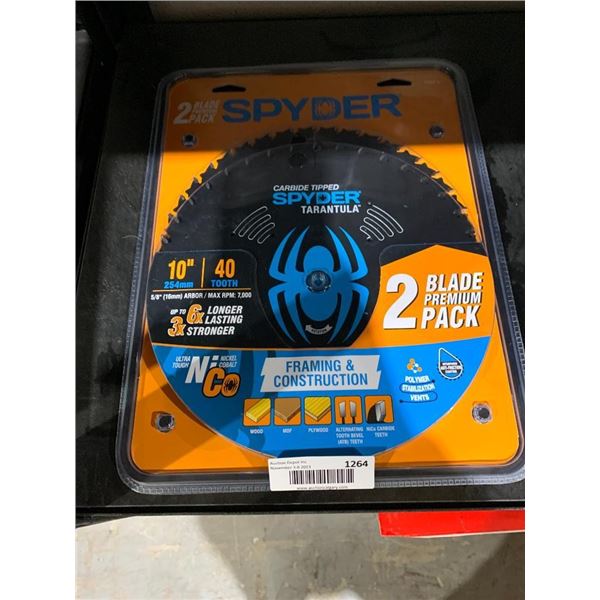 2 BLADE PREMIUM PACK
SPYDER
CARBIDE TIPPED
SPYDER
TARANTULA
10"
254mm
40
TOOTH
5/8" (16mm) ARBOR / MAX RPM: 7,000
UP TO 6x LONGER LASTING
3x STRONGER
2 BLADE PREMIUM PACK
ULTRA TOUGH NiCo NICKEL COBALT
FRAMING &
CONSTRUCTION
POLYMER
STABILIZATION
VENTS
WOOD
MDF
PLYWOOD
ALTERNATING
TOOTH BEVEL
(ATB) TEETH
NiCo CARBIDE
TEETH
1264